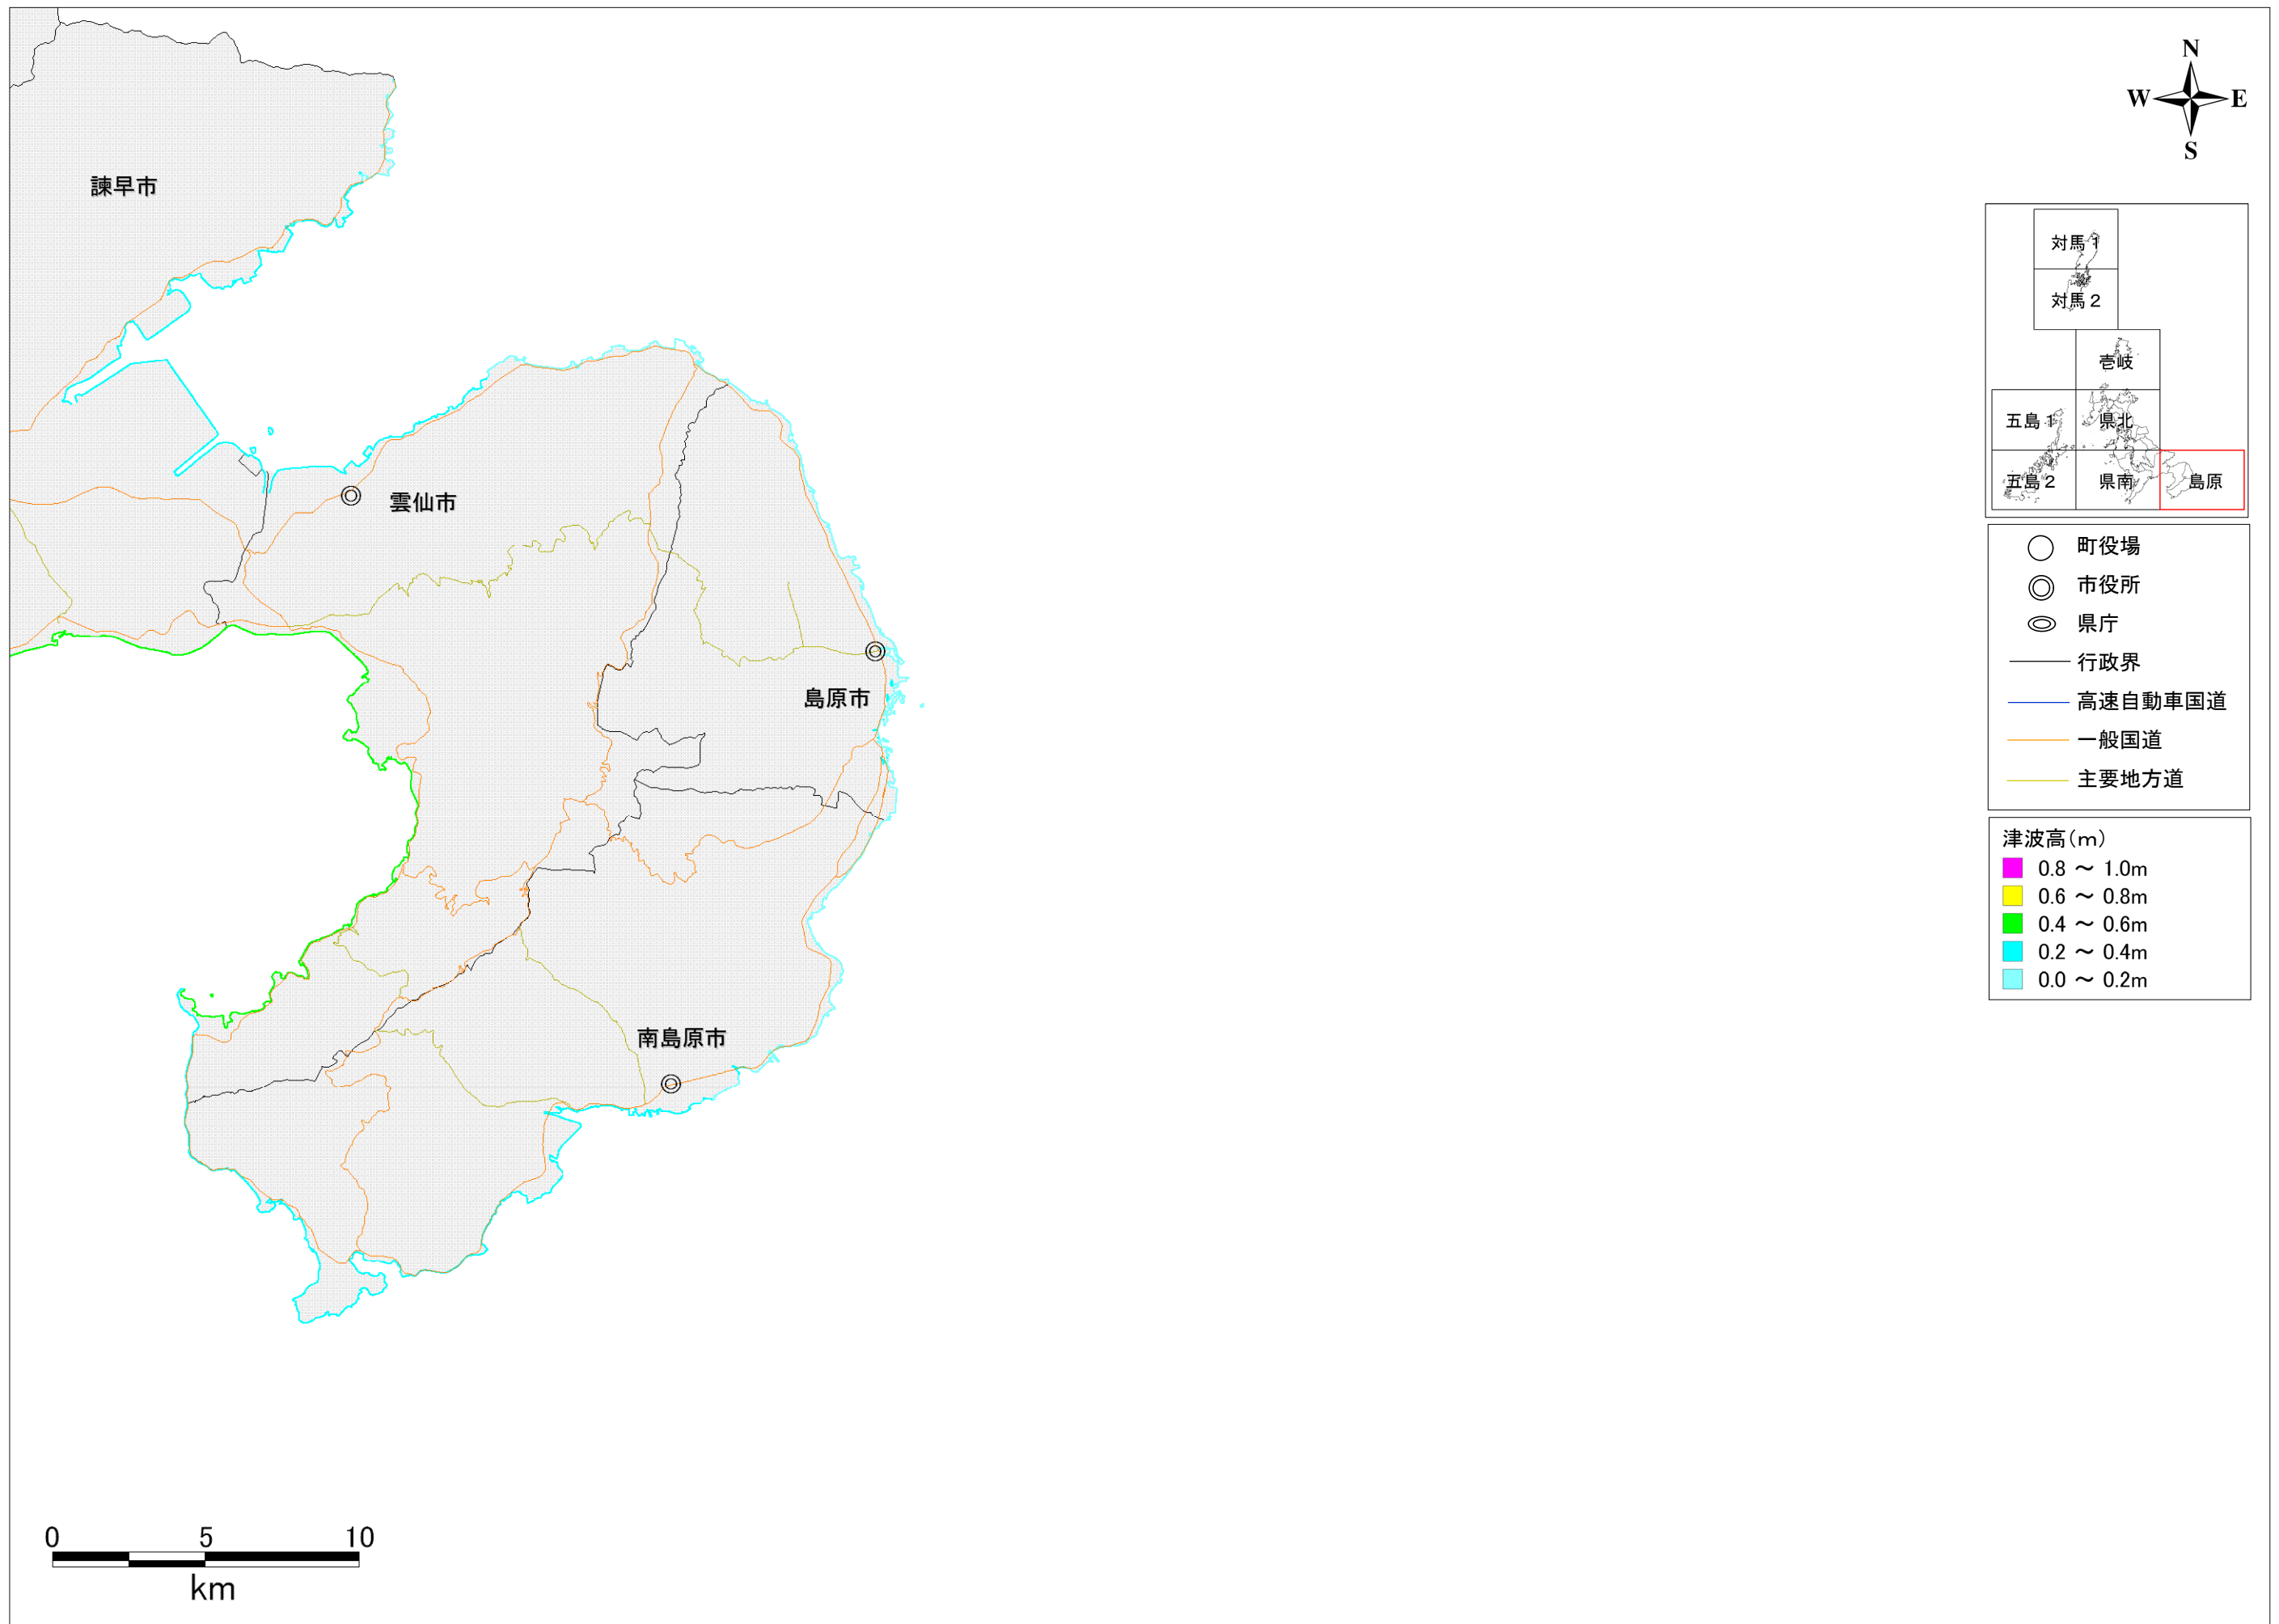 N
W E
S
諫早市
雲仙市
島原市
南島原市
対馬1
対馬2
壱岐
五島1
県北
五島2
県南
島原
町役場
市役所
県庁
行政界
高速自動車国道
一般国道
主要地方道
津波高(m)
0.8 ～ 1.0m
0.6 ～ 0.8m
0.4 ～ 0.6m
0.2 ～ 0.4m
0.0 ～ 0.2m
0 5 10
km